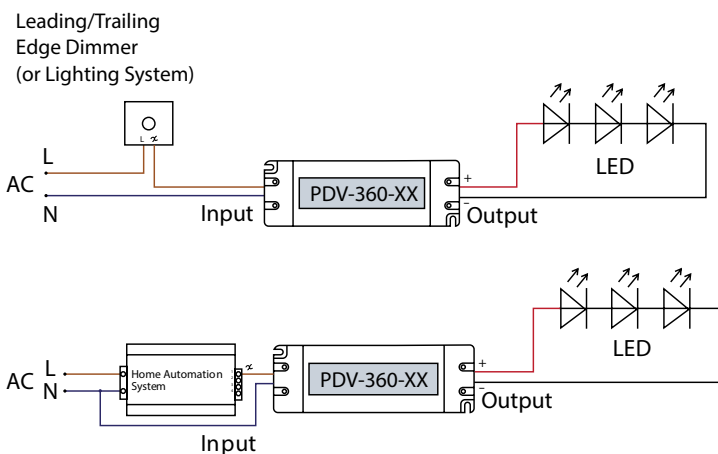 Leading/Trailing
Edge Dimmer
(or Lighting System)
L
L
AC
N
Input
PDV-360-XX
+
–
Output
LED
L
AC
N
Home Automation
System
Input
PDV-360-XX
+
–
Output
LED